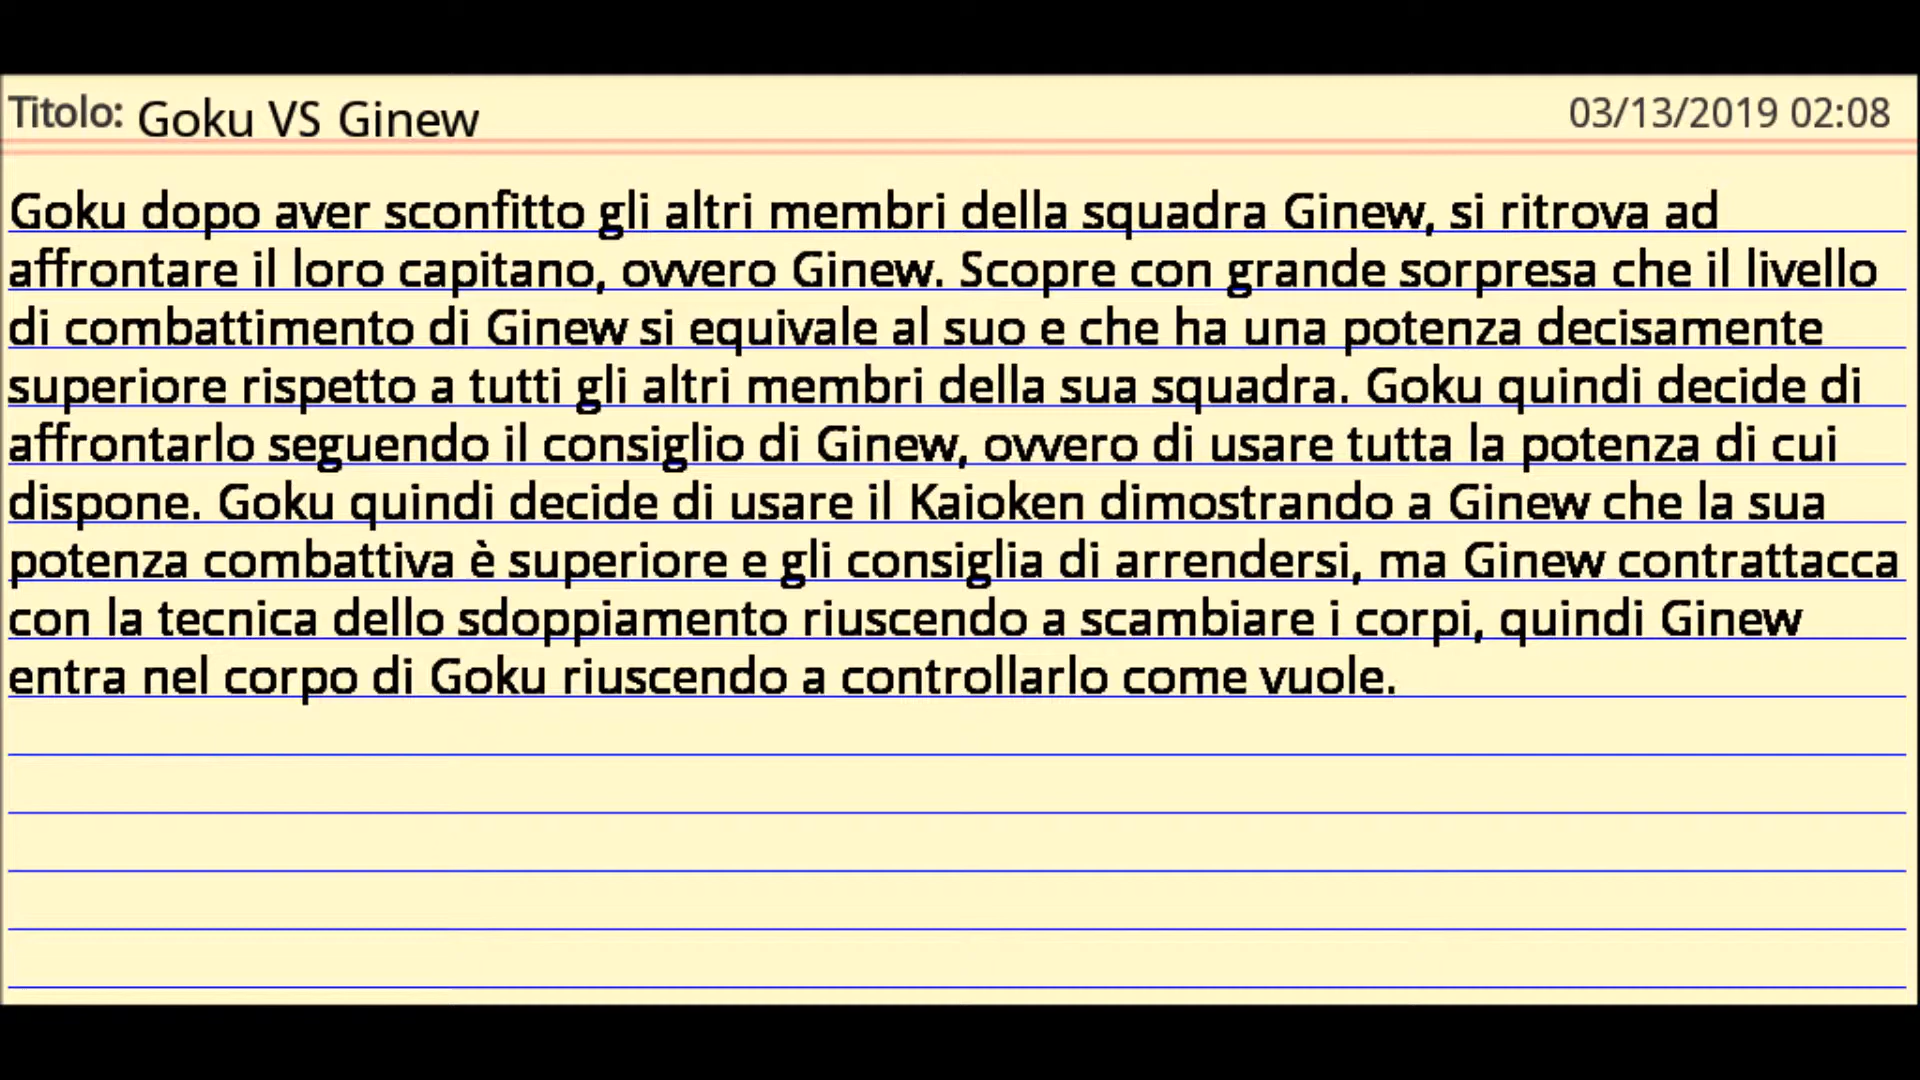 Titolo: Goku VS Ginew
03/13/2019 02:08
Goku dopo aver sconfitto gli altri membri della squadra Ginew, si ritrova ad
affrontare il loro capitano, ovvero Ginew. Scopre con grande sorpresa che il livello
di combattimento di Ginew si equivale al suo e che ha una potenza decisamente
superiore rispetto a tutti gli altri membri della sua squadra. Goku quindi decide di
affrontarlo seguendo il consiglio di Ginew, ovvero di usare tutta la potenza di cui
dispone. Goku quindi decide di usare il Kaioken dimostrando a Ginew che la sua
potenza combattiva è superiore e gli consiglia di arrendersi, ma Ginew contrattacca
con la tecnica dello sdoppiamento riuscendo a scambiare i corpi, quindi Ginew
entra nel corpo di Goku riuscendo a controllarlo come vuole.